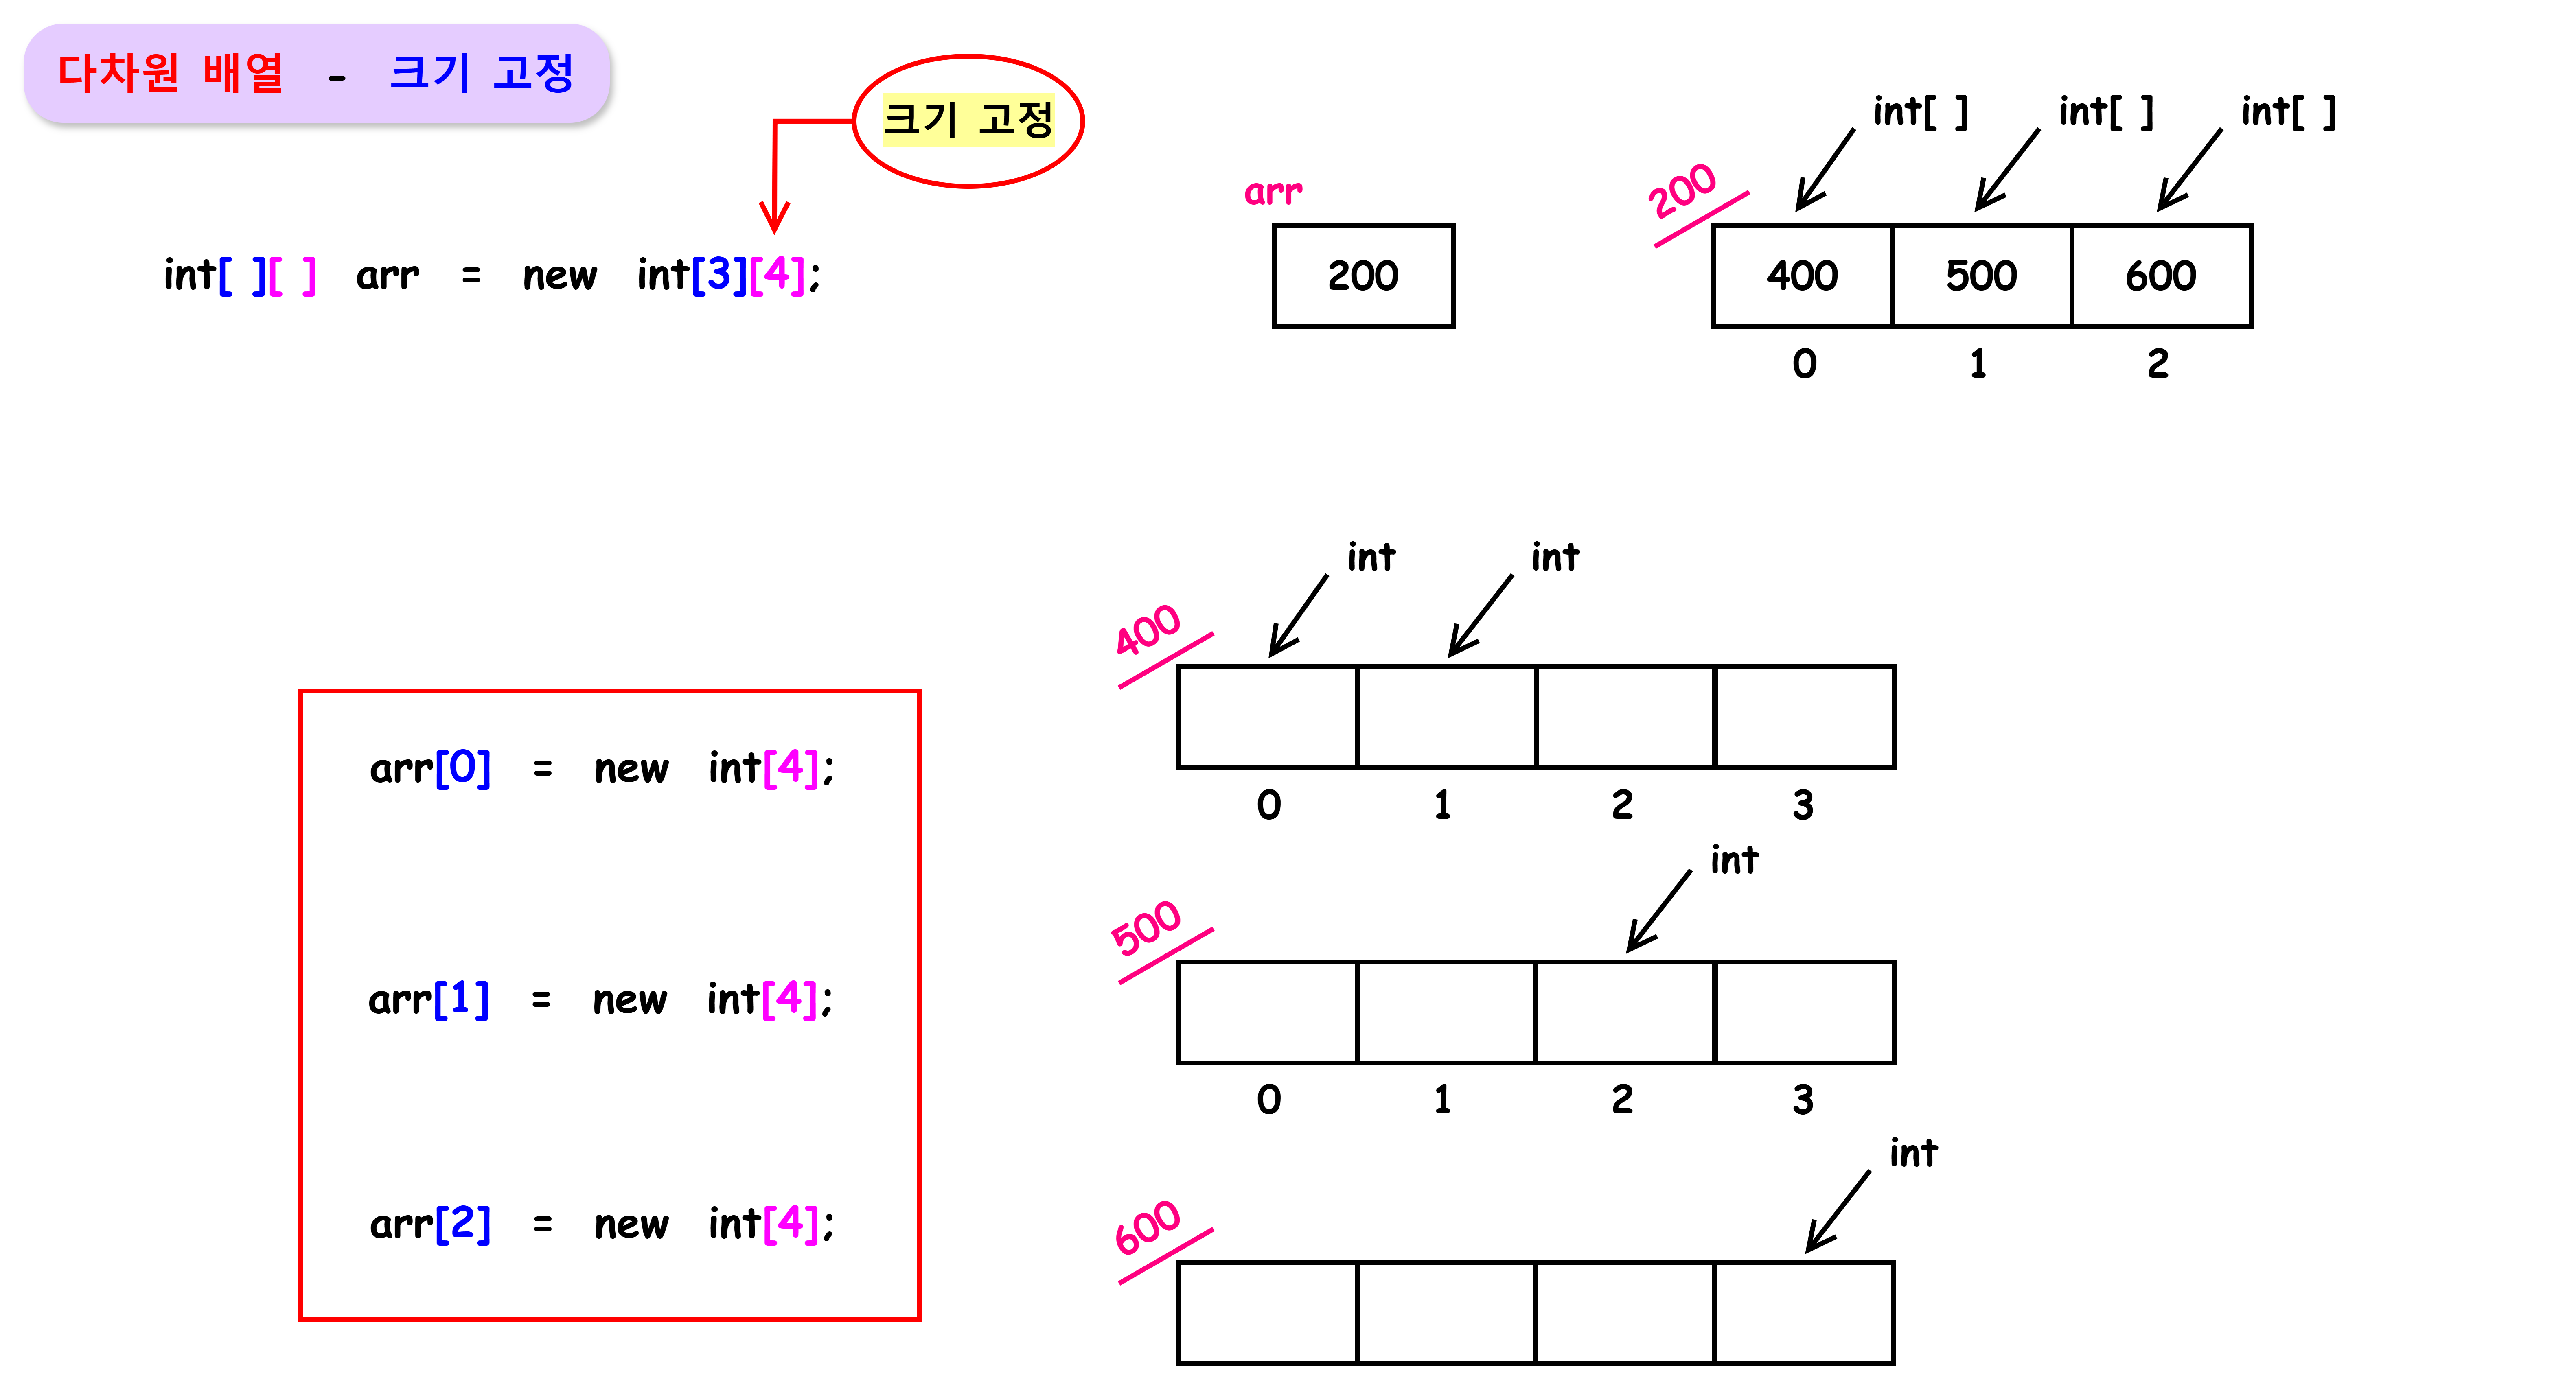 다차원 배열 - 크기 고정
크기 고정
int[ ][ ] arr = new int[3][4];
arr
200
200
int[ ] int[ ] int[ ]
400 500 600
0 1 2
arr[0] = new int[4];
arr[1] = new int[4];
arr[2] = new int[4];
int int
400
0 1 2 3
int
500
0 1 2 3
int
600